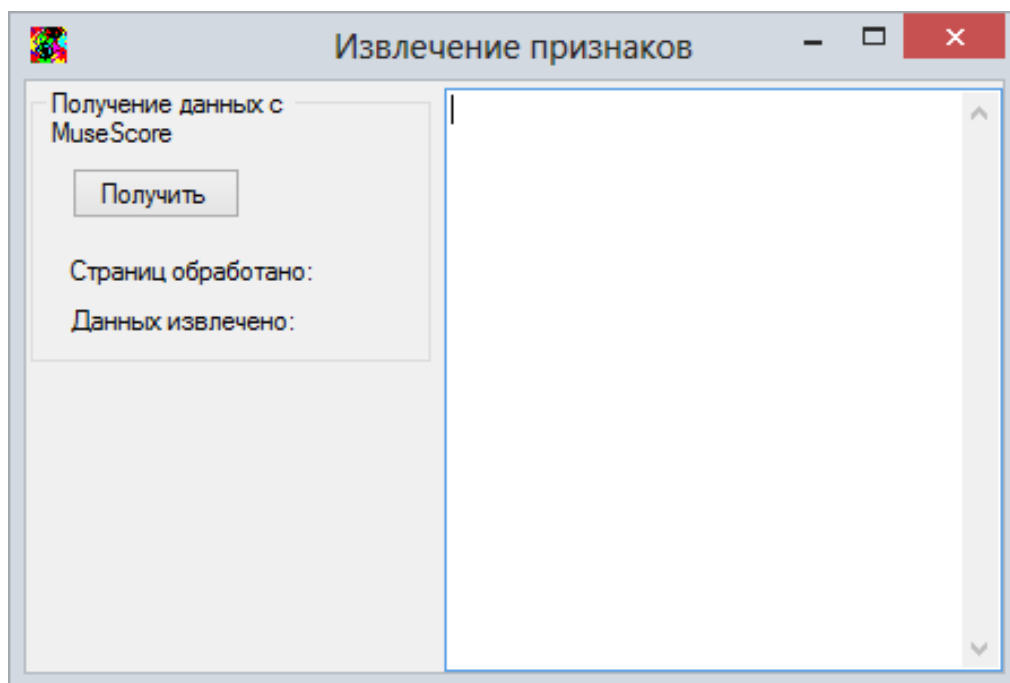 Извлечение признаков
Получение данных с
MuseScore
Получить
Страниц обработано:
Данных извлечено: